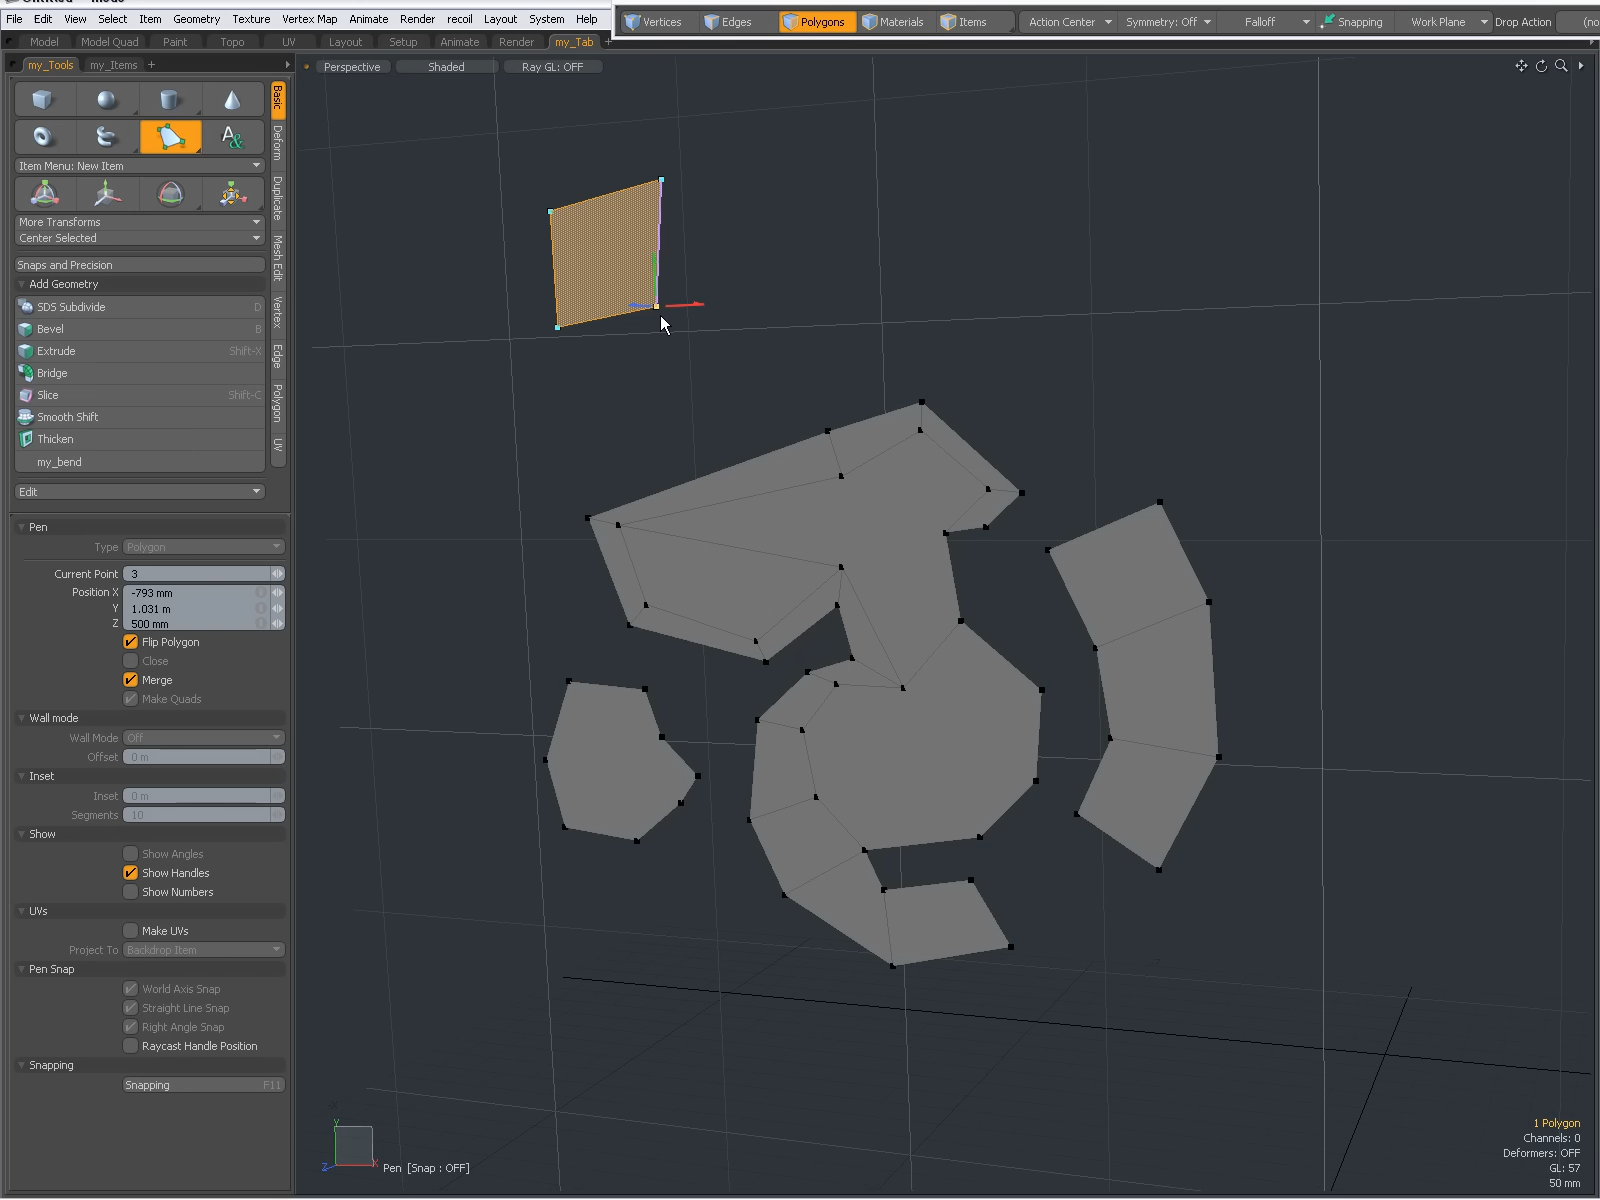 File Edit View Select Item Geometry Texture Vertex Map Animate Render recoil Layout System Help
Vertices Edges Polygons Materials Items Action Center Symmetry: Off Falloff Snapping Work Plane Drop Action (no
Model Model Quad Paint Topo UV Layout Setup Animate Render my_Tab +
my_Tools my_Items +
Perspective Shaded Ray GL: OFF
Basic
Deform
Duplicate
Mesh Edit
Vertex
Edge
Polygon
UV
Item Menu: New Item
More Transforms
Center Selected
Snaps and Precision
Add Geometry
SDS Subdivide D
Bevel B
Extrude Shift-X
Bridge
Slice Shift-C
Smooth Shift
Thicken
my_bend
Edit
Pen
Type Polygon
Current Point 3
Position X -793 mm
Y 1.031 m
Z 500 mm
Flip Polygon
Close
Merge
Make Quads
Wall mode
Wall Mode Off
Offset 0 m
Inset
Inset 0 m
Segments 10
Show
Show Angles
Show Handles
Show Numbers
UVs
Make UVs
Project To Backdrop Item
Pen Snap
World Axis Snap
Straight Line Snap
Right Angle Snap
Raycast Handle Position
Snapping
Snapping F11
Y
Z X
Pen [Snap : OFF]
1 Polygon
Channels: 0
Deformers: OFF
GL: 57
50 mm